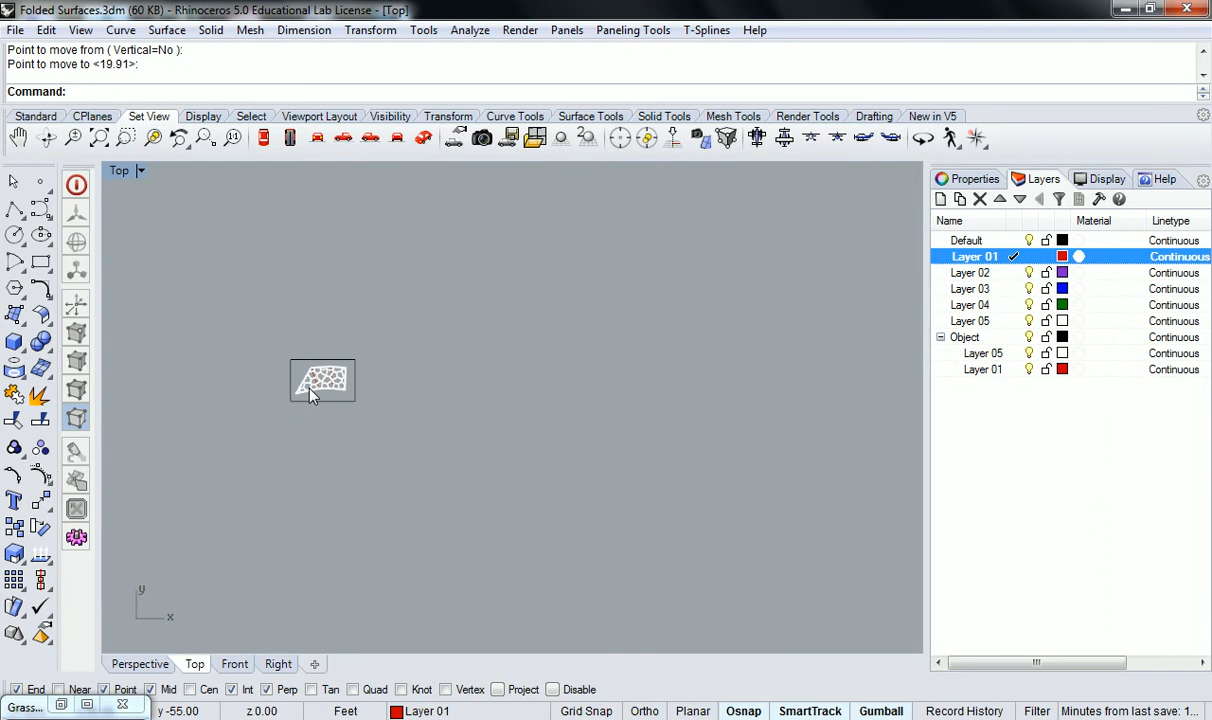 Folded Surfaces.3dm (60 KB) - Rhinoceros 5.0 Educational Lab License - [Top]
File Edit View Curve Surface Solid Mesh Dimension Transform Tools Analyze Render Panels Paneling Tools T-Splines Help
Point to move from ( Vertical=No ):
Point to move to <19.91>:
Command:
Standard CPlanes Set View Display Select Viewport Layout Visibility Transform Curve Tools Surface Tools Solid Tools Mesh Tools Render Tools Drafting New in V5
Top
Properties Layers Display Help
Name Material Linetype
Default Continuous
Layer 01 Continuous
Layer 02 Continuous
Layer 03 Continuous
Layer 04 Continuous
Layer 05 Continuous
Object Continuous
Layer 05 Continuous
Layer 01 Continuous
y
x
Perspective Top Front Right
End Near Point Mid Cen Int Perp Tan Quad Knot Vertex Project Disable
Grass...
y -55.00 z 0.00 Feet Layer 01 Grid Snap Ortho Planar Osnap SmartTrack Gumball Record History Filter Minutes from last save: 1...